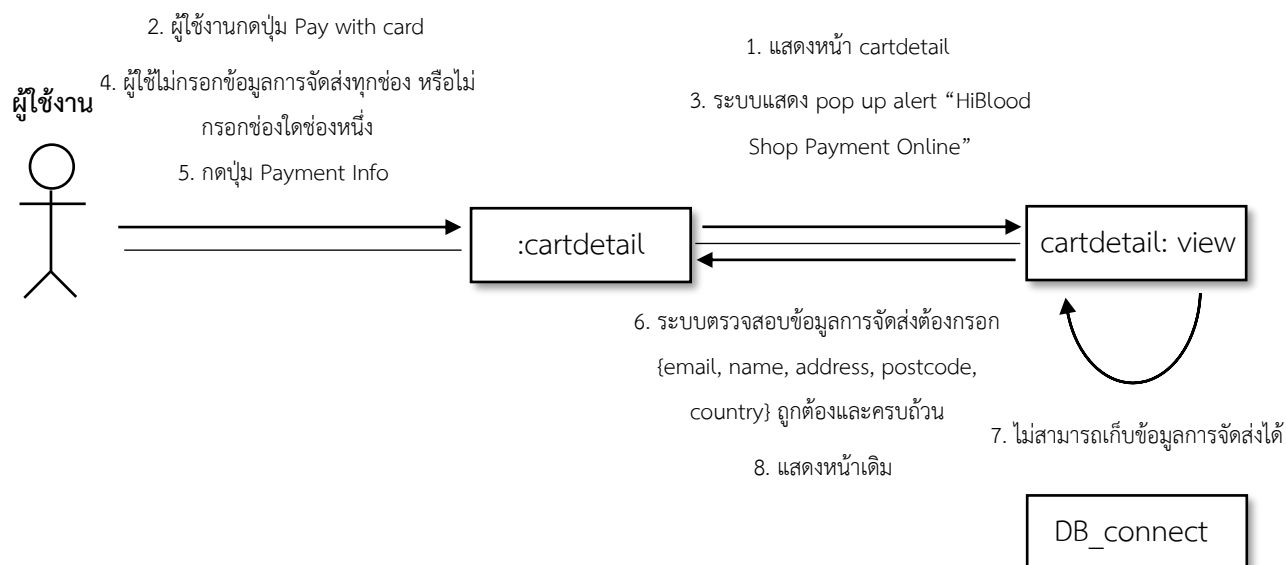 2. ผู้ใช้งานกดปุ่ม Pay with card
4. ผู้ใช้ไม่กรอกข้อมูลการจัดส่งทุกช่อง หรือไม่
กรอกช่องใดช่องหนึ่ง
5. กดปุ่ม Payment Info
ผู้ใช้งาน
1. แสดงหน้า cartdetail
3. ระบบแสดง pop up alert “HiBlood
Shop Payment Online”
:cartdetail
cartdetail: view
6. ระบบตรวจสอบข้อมูลการจัดส่งต้องกรอก
{email, name, address, postcode,
country} ถูกต้องและครบถ้วน
8. แสดงหน้าเดิม
7. ไม่สามารถเก็บข้อมูลการจัดส่งได้
DB_connect